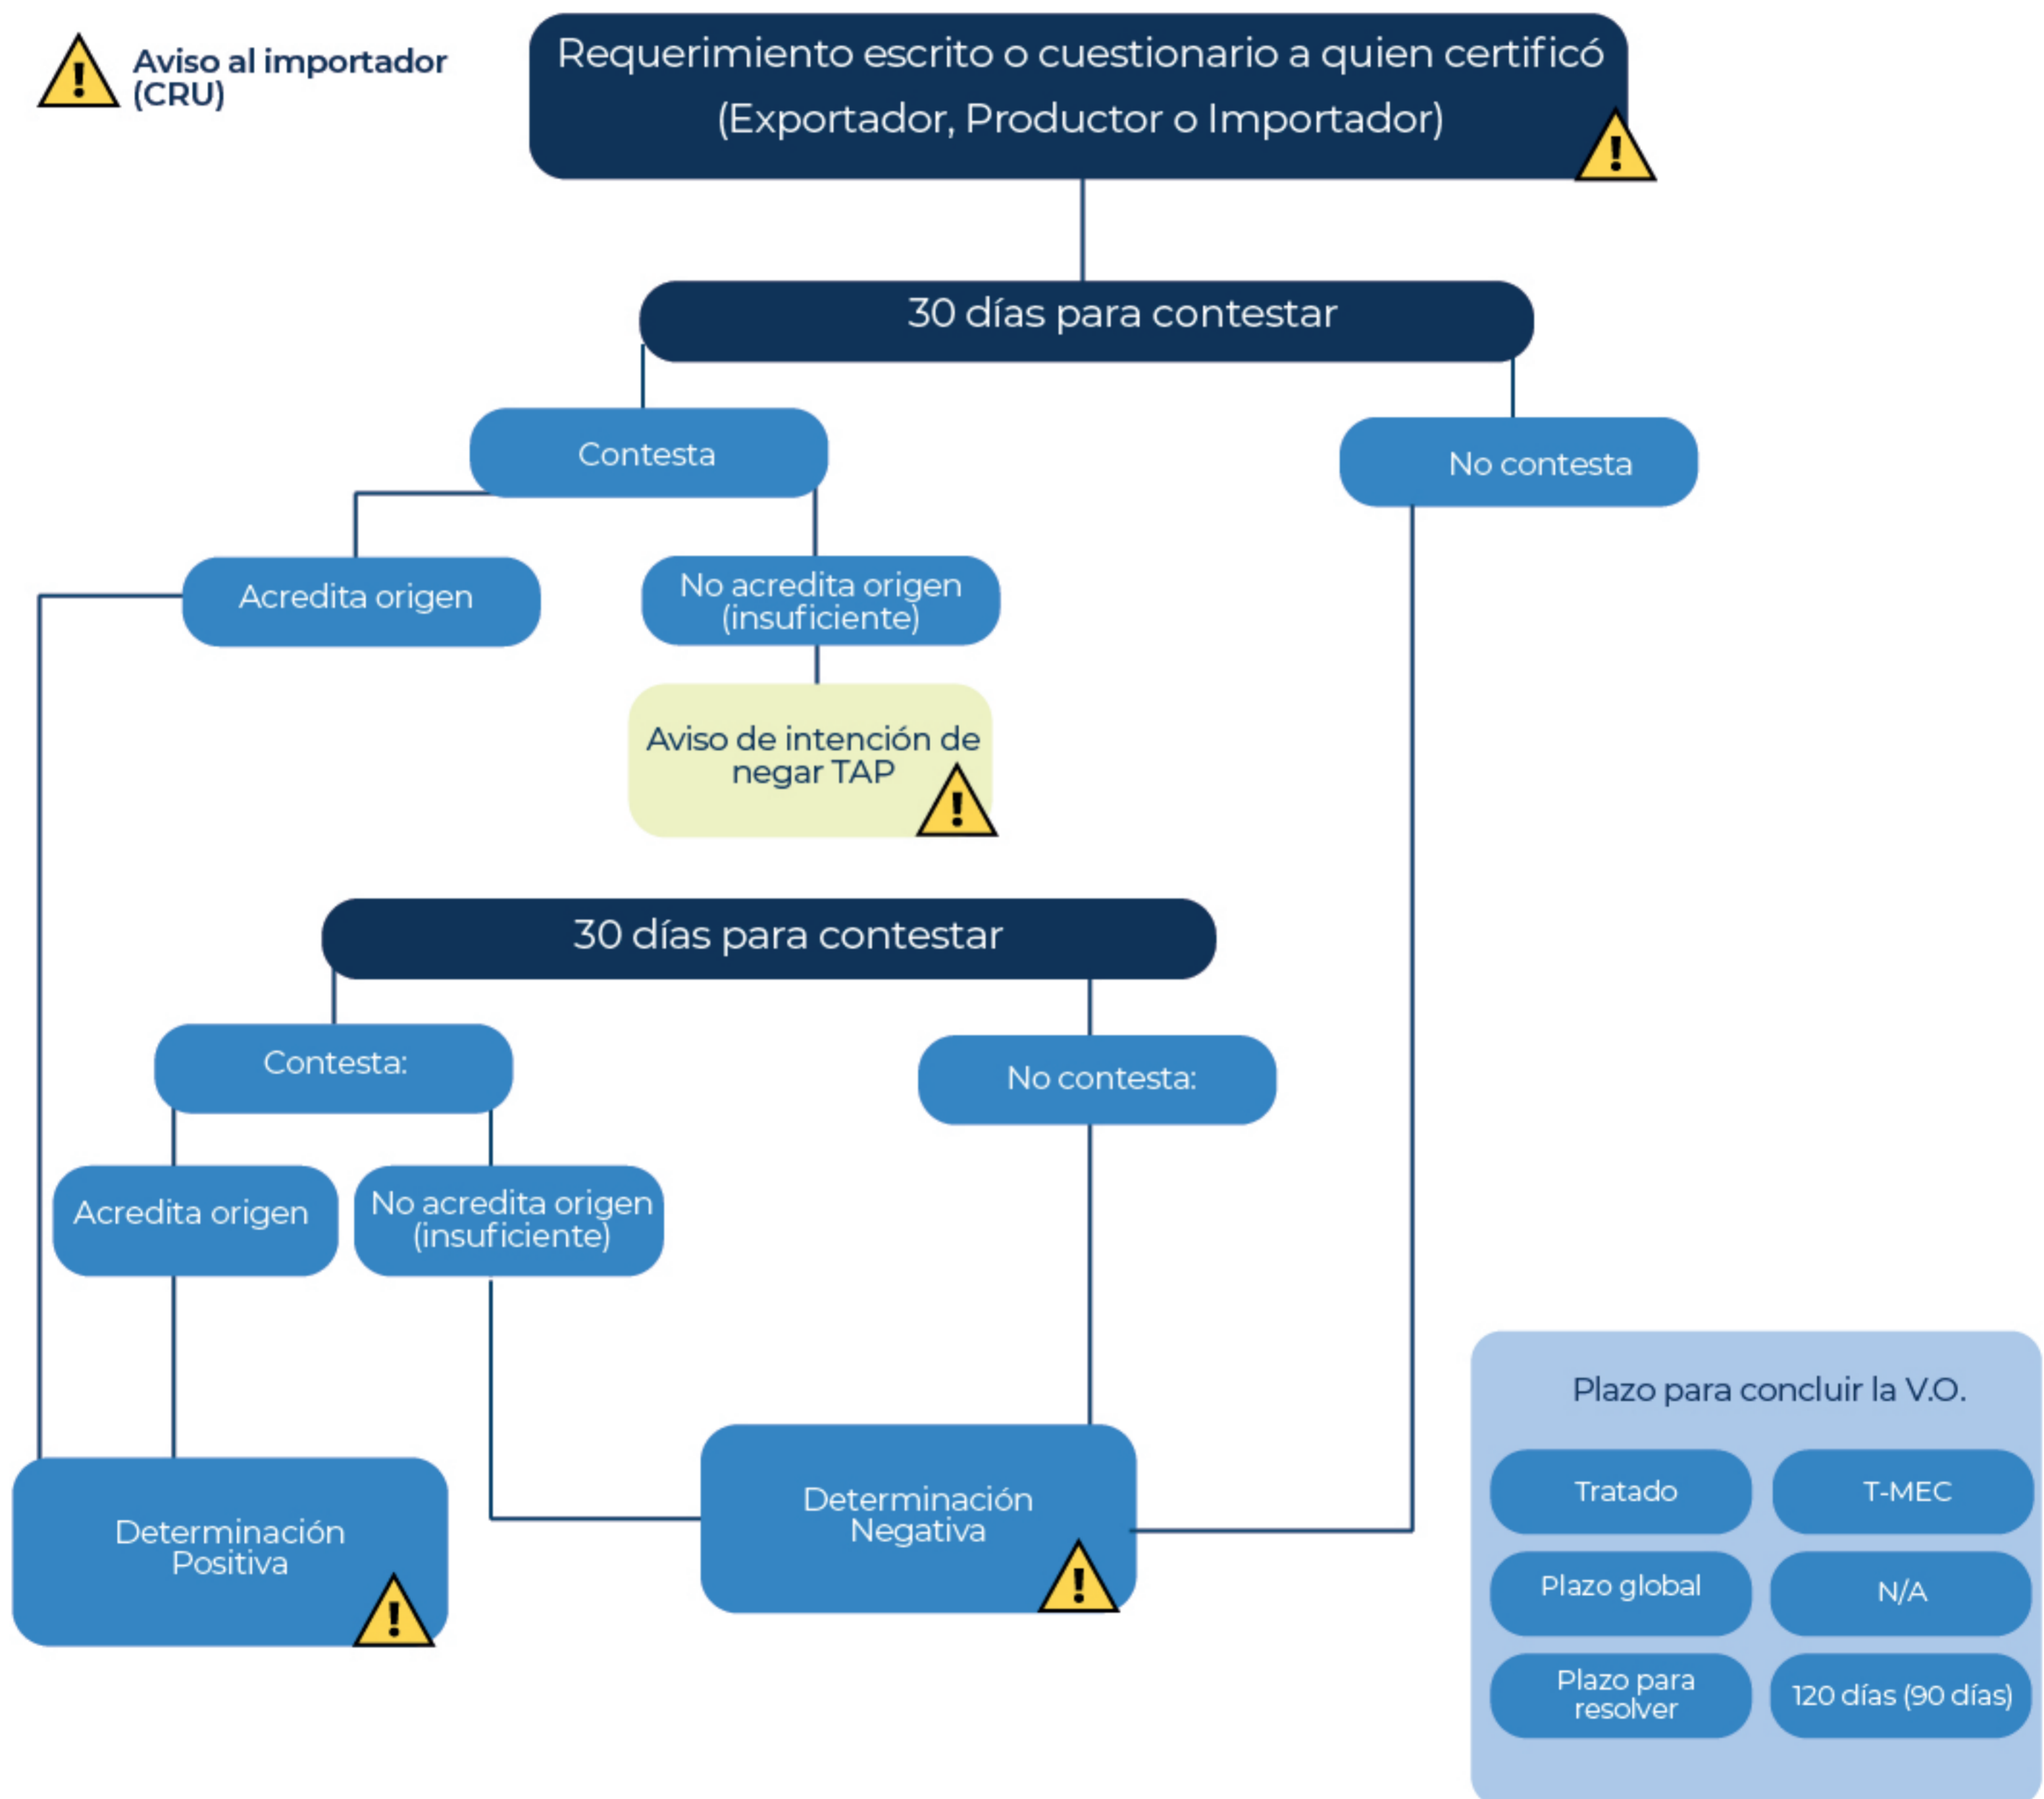 Aviso al importador
(CRU)
Requerimiento escrito o cuestionario a quien certificó
(Exportador, Productor o Importador)
30 días para contestar
Contesta
No contesta
Acredita origen
No acredita origen
(insuficiente)
Aviso de intención de
negar TAP
30 días para contestar
Contesta:
No contesta:
Acredita origen
No acredita origen
(insuficiente)
Determinación
Positiva
Determinación
Negativa
Plazo para concluir la V.O.
Tratado
T-MEC
Plazo global
N/A
Plazo para
resolver
120 días (90 días)